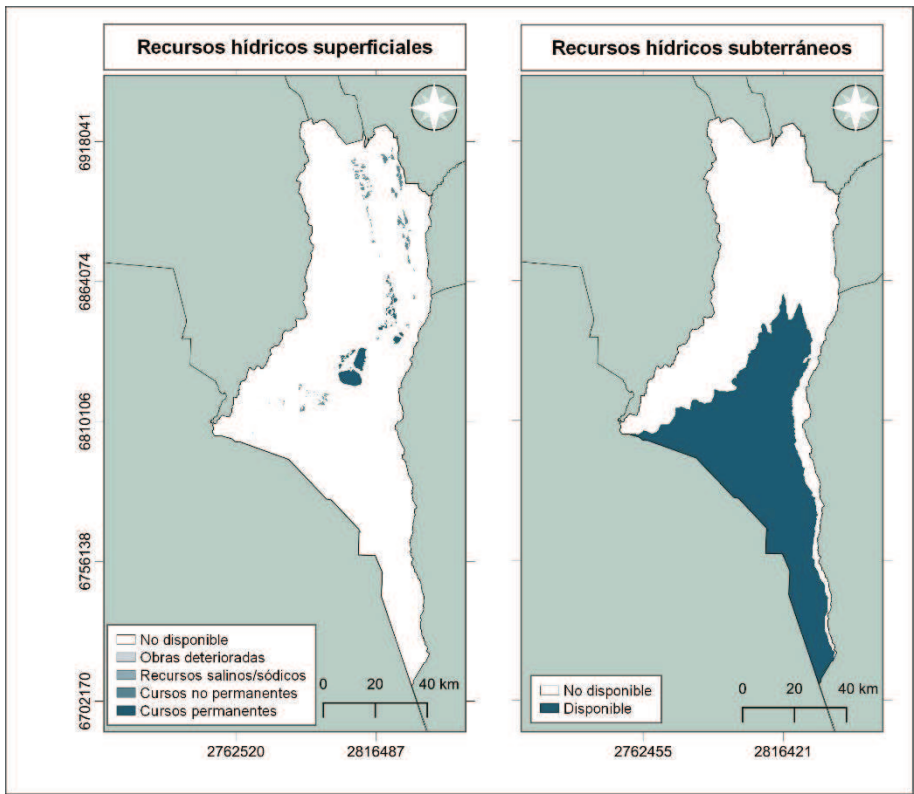 Recursos hídricos superficiales
6918041
6864074
6810106
6756138
6702170
No disponible
Obras deterioradas
Recursos salinos/sódicos
Cursos no permanentes
Cursos permanentes
0 20 40 km
2762520 2816487
Recursos hídricos subterráneos
No disponible
Disponible
0 20 40 km
2762455 2816421